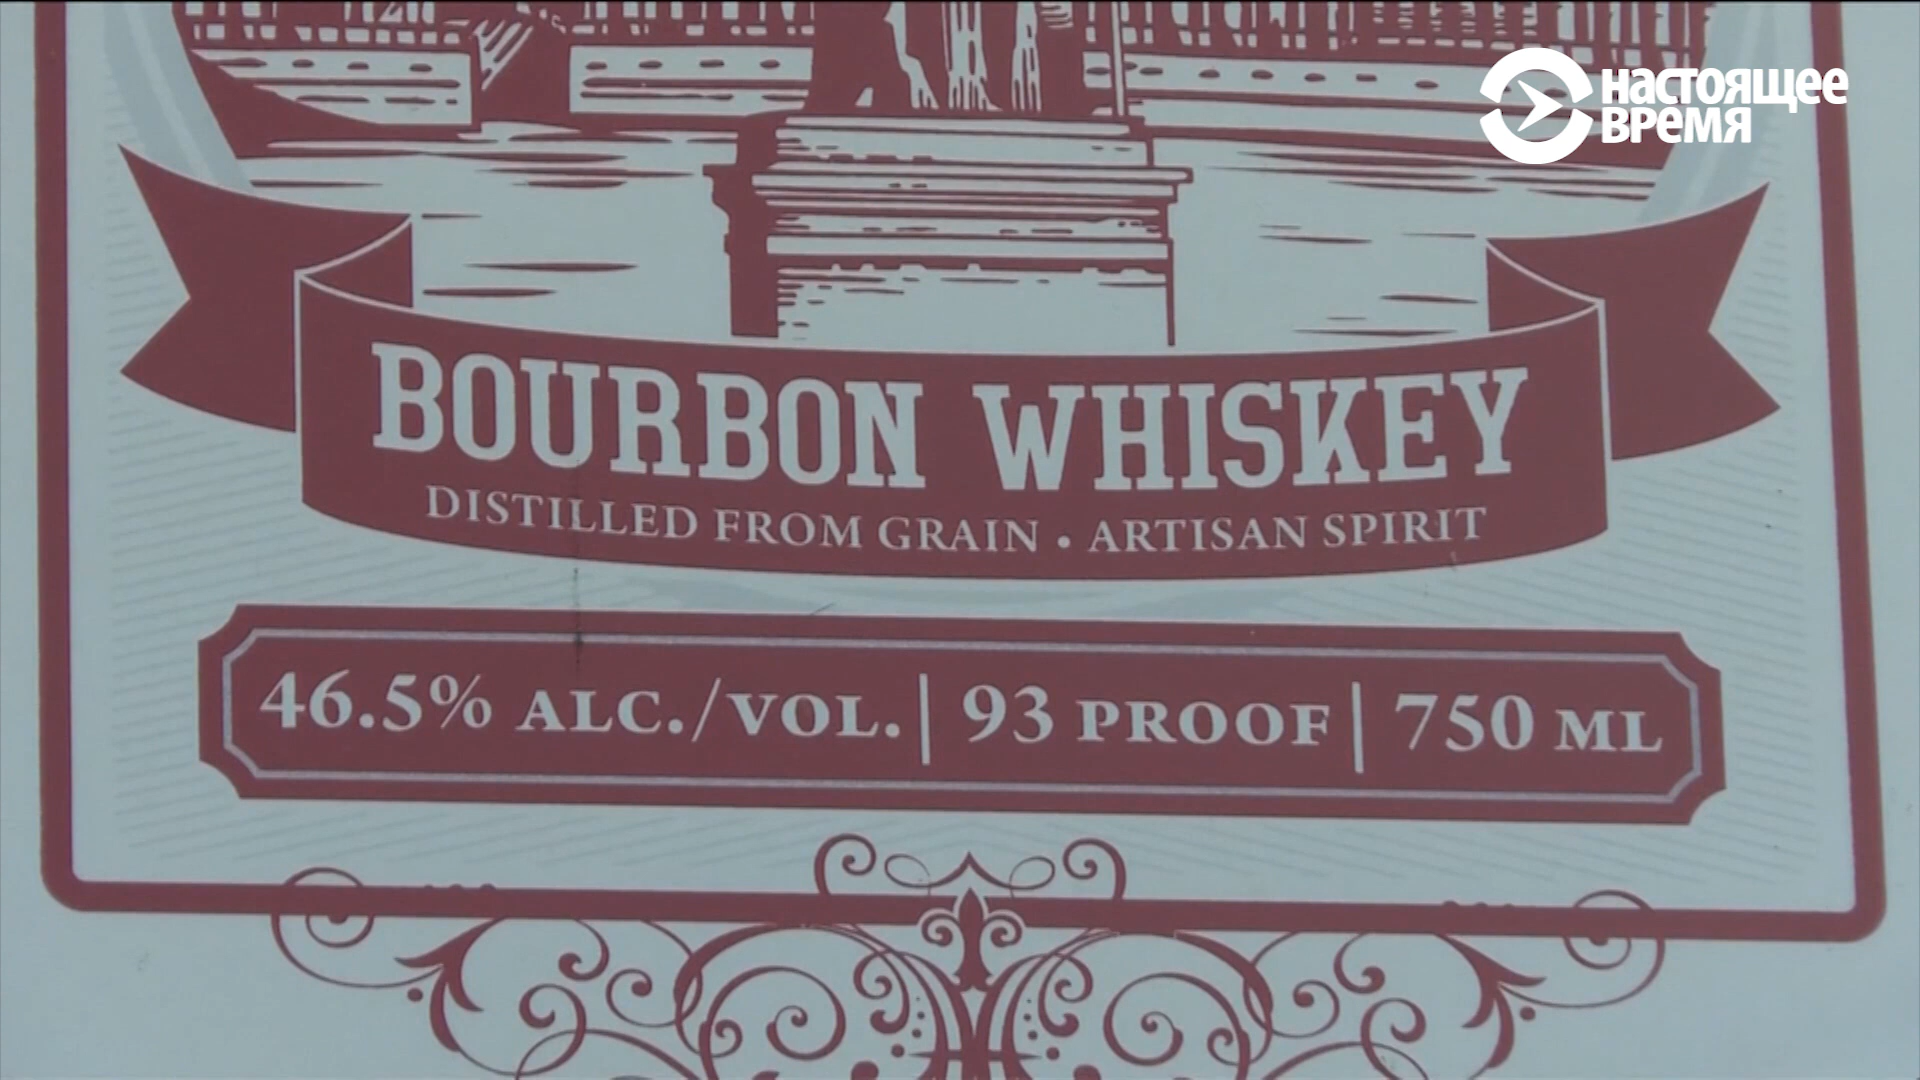 НАСТОЯЩЕЕ
ВРЕМЯ
BOURBON WHISKEY
DISTILLED FROM GRAIN • ARTISAN SPIRIT
46.5% ALC./VOL. | 93 PROOF | 750 ML